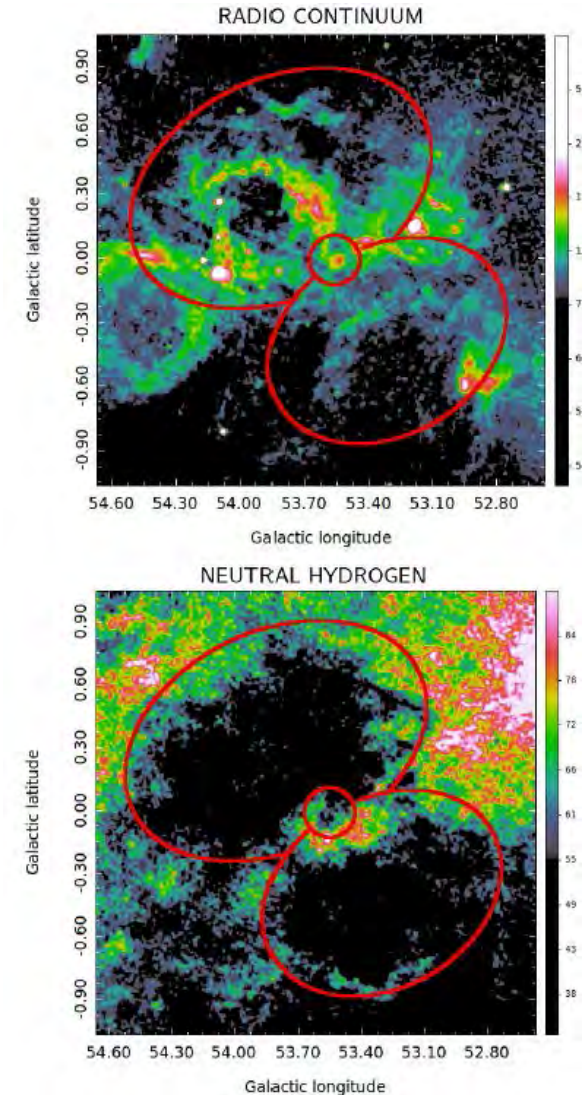 RADIO CONTINUUM
0.90
0.60
0.30
0.00
-0.30
-0.60
-0.90
Galactic latitude
54.60 54.30 54.00 53.70 53.40 53.10 52.80
Galactic longitude
NEUTRAL HYDROGEN
0.90
0.60
0.30
0.00
-0.30
-0.60
-0.90
Galactic latitude
84
78
72
66
61
55
49
43
38
54.60 54.30 54.00 53.70 53.40 53.10 52.80
Galactic longitude